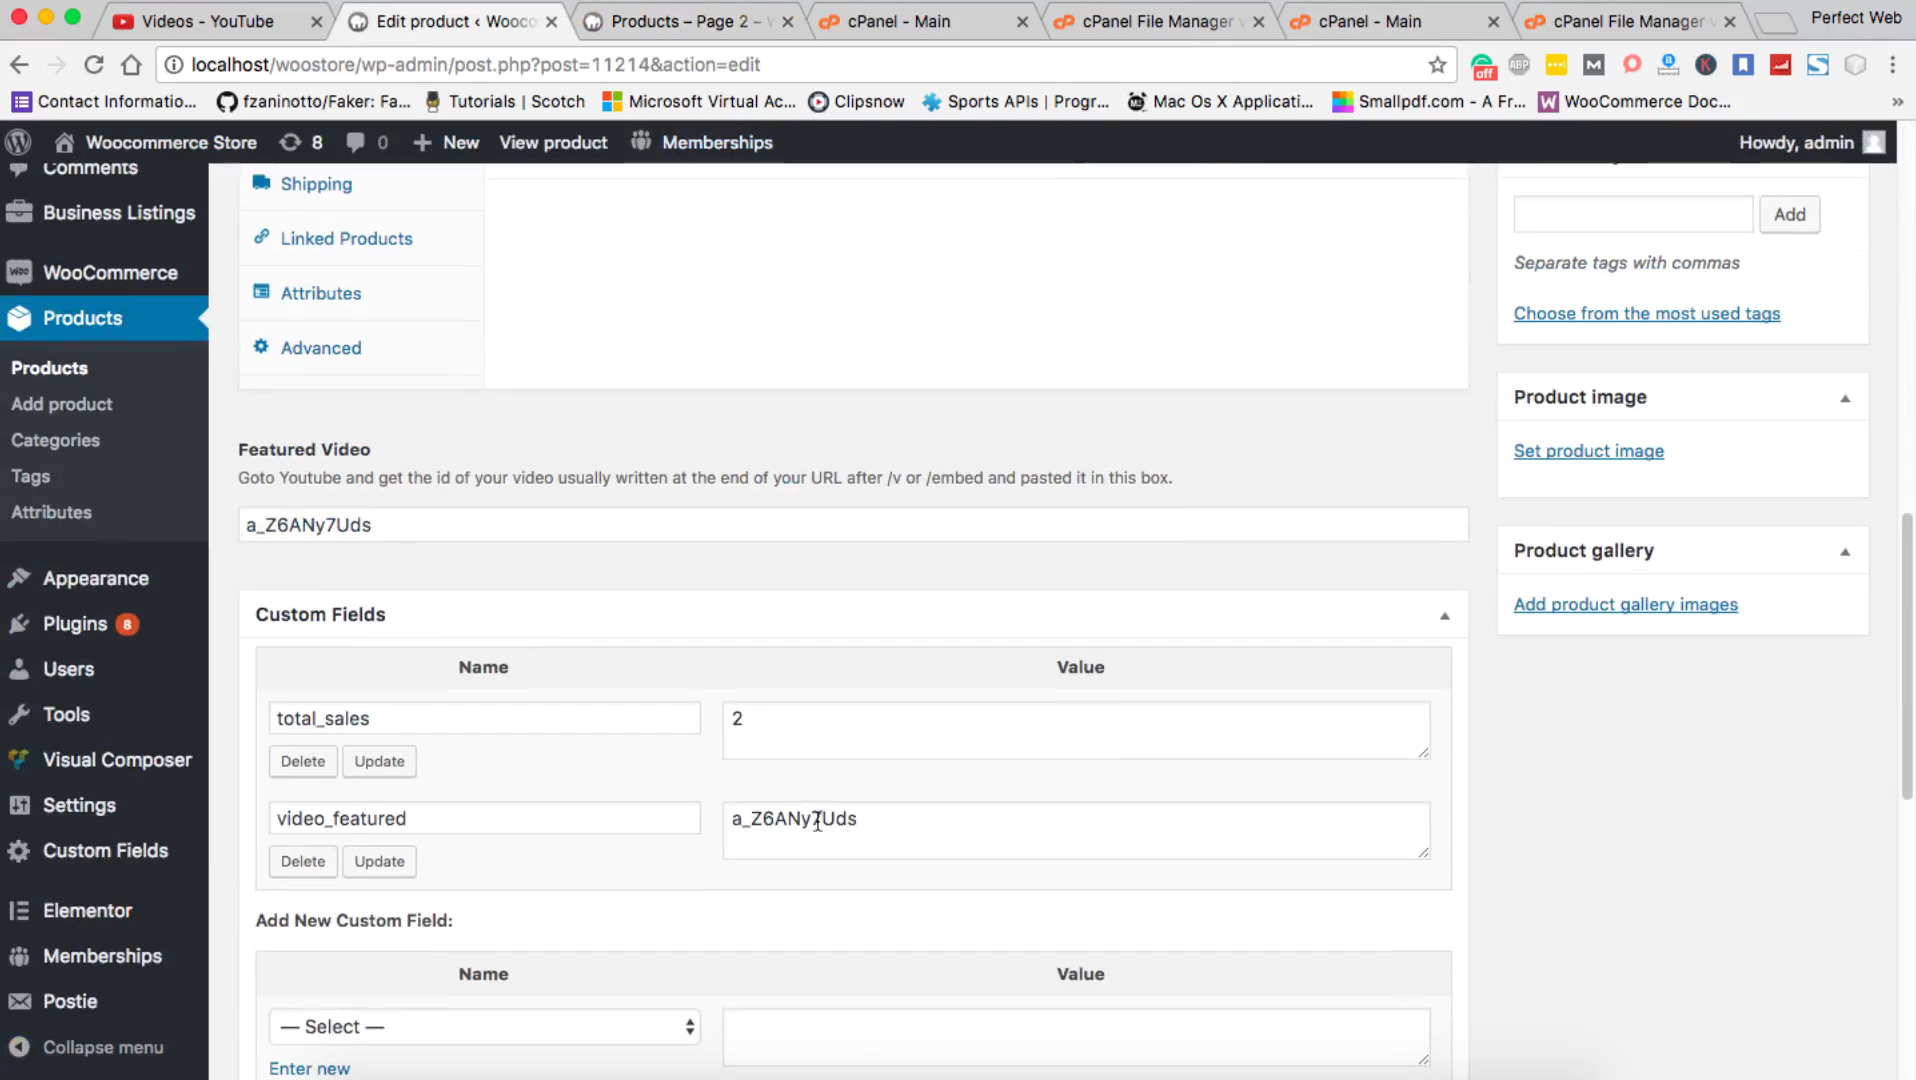 Videos - YouTube
Edit product ‹ Wooco
Products – Page 2 –
cPanel - Main
cPanel File Manager
cPanel - Main
cPanel File Manager
Perfect Web
localhost/woostore/wp-admin/post.php?post=11214&action=edit
off
ABP
Contact Informatio...
fzaninotto/Faker: Fa...
Tutorials | Scotch
Microsoft Virtual Ac...
Clipsnow
Sports APIs | Progr...
Mac Os X Applicati...
Smallpdf.com - A Fr...
WooCommerce Doc...
»
Woocommerce Store
8
0
New
View product
Memberships
Howdy, admin
Comments
Business Listings
WooCommerce
Products
Products
Add product
Categories
Tags
Attributes
Appearance
Plugins 8
Users
Tools
Visual Composer
Settings
Custom Fields
Elementor
Memberships
Postie
Collapse menu
Shipping
Linked Products
Attributes
Advanced
Featured Video
Goto Youtube and get the id of your video usually written at the end of your URL after /v or /embed and pasted it in this box.
a_Z6ANy7Uds
Custom Fields
Name
Value
total_sales
2
Delete
Update
video_featured
a_Z6ANy7Uds
Delete
Update
Add New Custom Field:
Name
Value
— Select —
Enter new
Add
Separate tags with commas
Choose from the most used tags
Product image
Set product image
Product gallery
Add product gallery images